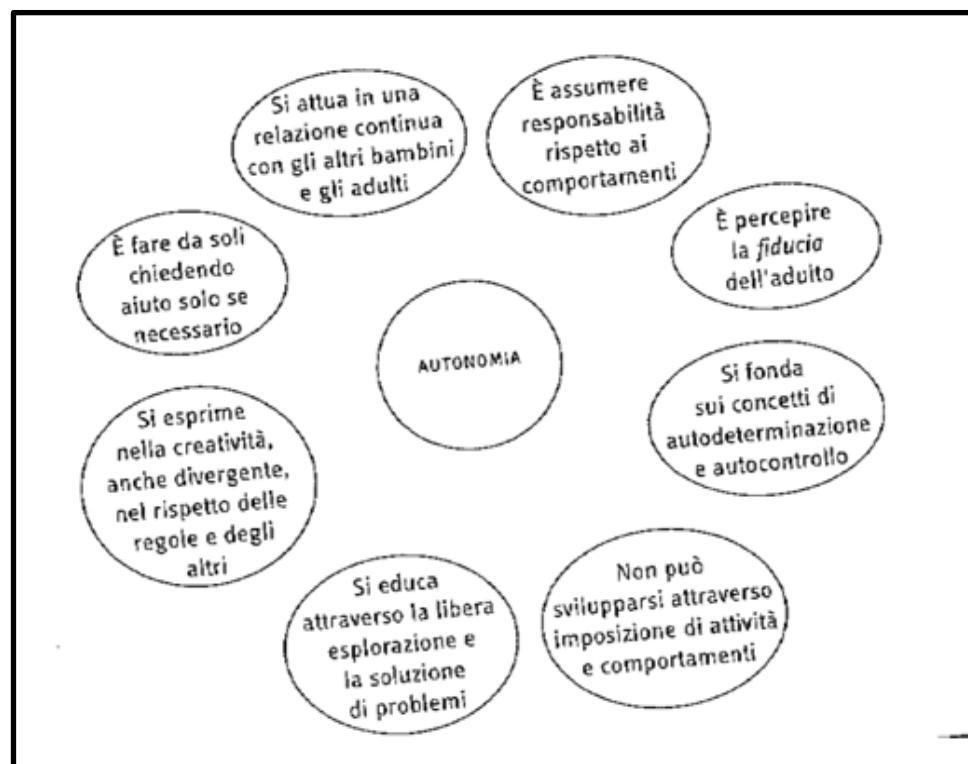 Si attua in una
relazione continua
con gli altri bambini
e gli adulti
È assumere
responsabilità
rispetto ai
comportamenti
È percepire
la fiducia
dell'adulto
È fare da soli
chiedendo
aiuto solo se
necessario
AUTONOMIA
Si fonda
sui concetti di
autodeterminazione
e autocontrollo
Si esprime
nella creatività,
anche divergente,
nel rispetto delle
regole e degli
altri
Si educa
attraverso la libera
esplorazione e
la soluzione
di problemi
Non può
svilupparsi attraverso
imposizione di attività
e comportamenti